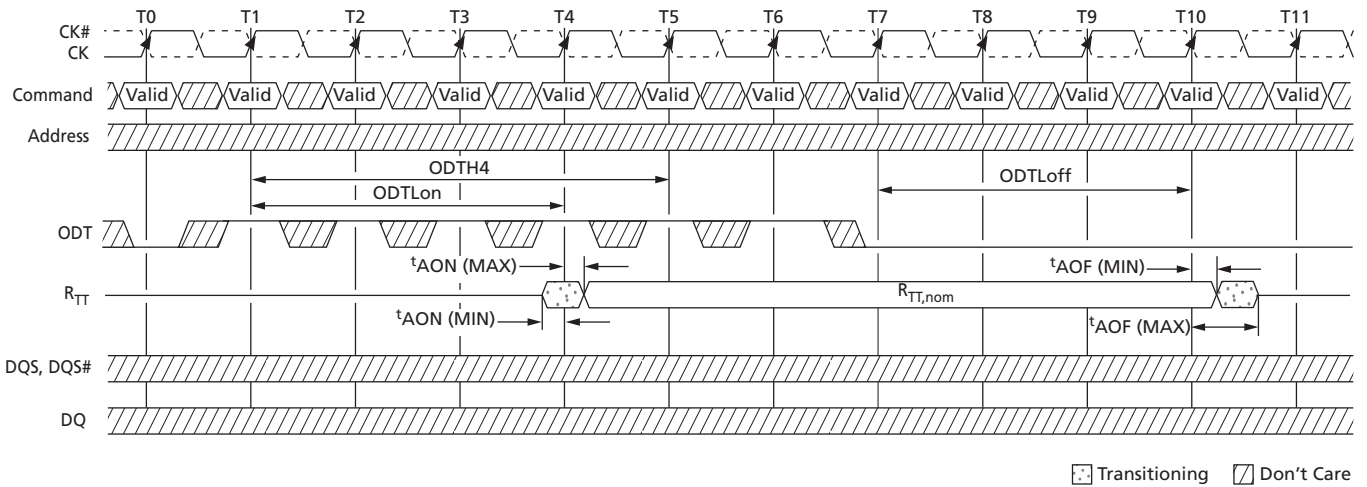 T0 T1 T2 T3 T4 T5 T6 T7 T8 T9 T10 T11
CK#
CK
Command Valid Valid Valid Valid Valid Valid Valid Valid Valid Valid Valid Valid
Address
ODTH4
ODTLon ODTLoff
ODT
tAON (MAX) tAOF (MIN)
RTT RTT,nom
tAON (MIN) tAOF (MAX)
DQS, DQS#
DQ
Transitioning Don't Care